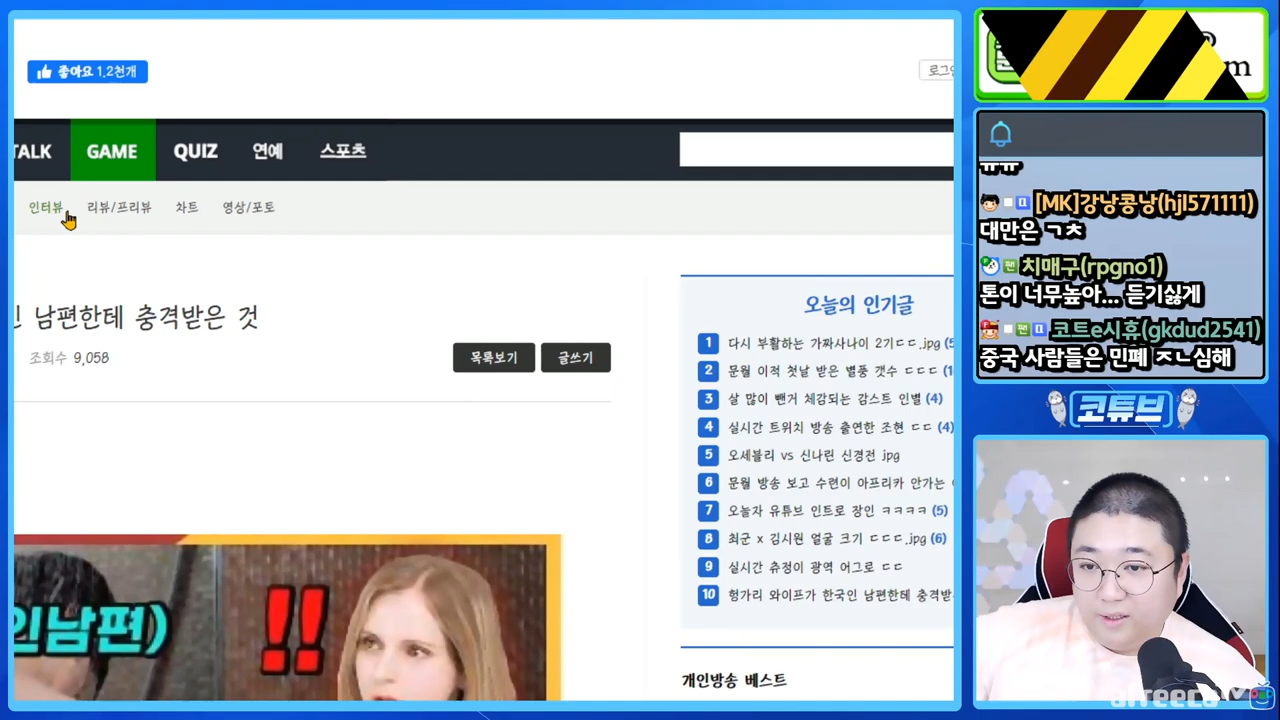 좋아요 1.2천개
로그인
TALK
GAME
QUIZ
연예
스포츠
인터뷰
리뷰/프리뷰
차트
영상/포토
남편한테 충격받은 것
조회수 9,058
목록보기
글쓰기
인남편)
!!
오늘의 인기글
1 다시 부활하는 가짜사나이 2기ㄷㄷ.jpg (5
2 문월 이적 첫날 받은 별풍 갯수 ㄷㄷㄷ (1
3 살 많이 뺀거 체감되는 감스트 인별 (4)
4 실시간 트위치 방송 출연한 조현 ㄷㄷ (4)
5 오세블리 vs 신나린 신경전 jpg
6 문월 방송 보고 수련이 아프리카 안가는
7 오놀자 유튜브 인트로 장인 ㅋㅋㅋㅋ (5)
8 최군 x 김시원 얼굴 크기 ㄷㄷㄷ.jpg (6)
9 실시간 츄정이 광역 어그로 ㄷㄷ
10 헝가리 와이프가 한국인 남편한테 충격받
개인방송 베스트
m
ㅠㅠ
[MK]강낭콩낭(hjl571111)
대만은 ㄱㅊ
치매구(rpgno1)
톤이 너무높아... 듣기싫게
코트e시휴(gkdud2541)
중국 사람들은 민폐 ㅈㄴ심해
코튜브
afreecaTV